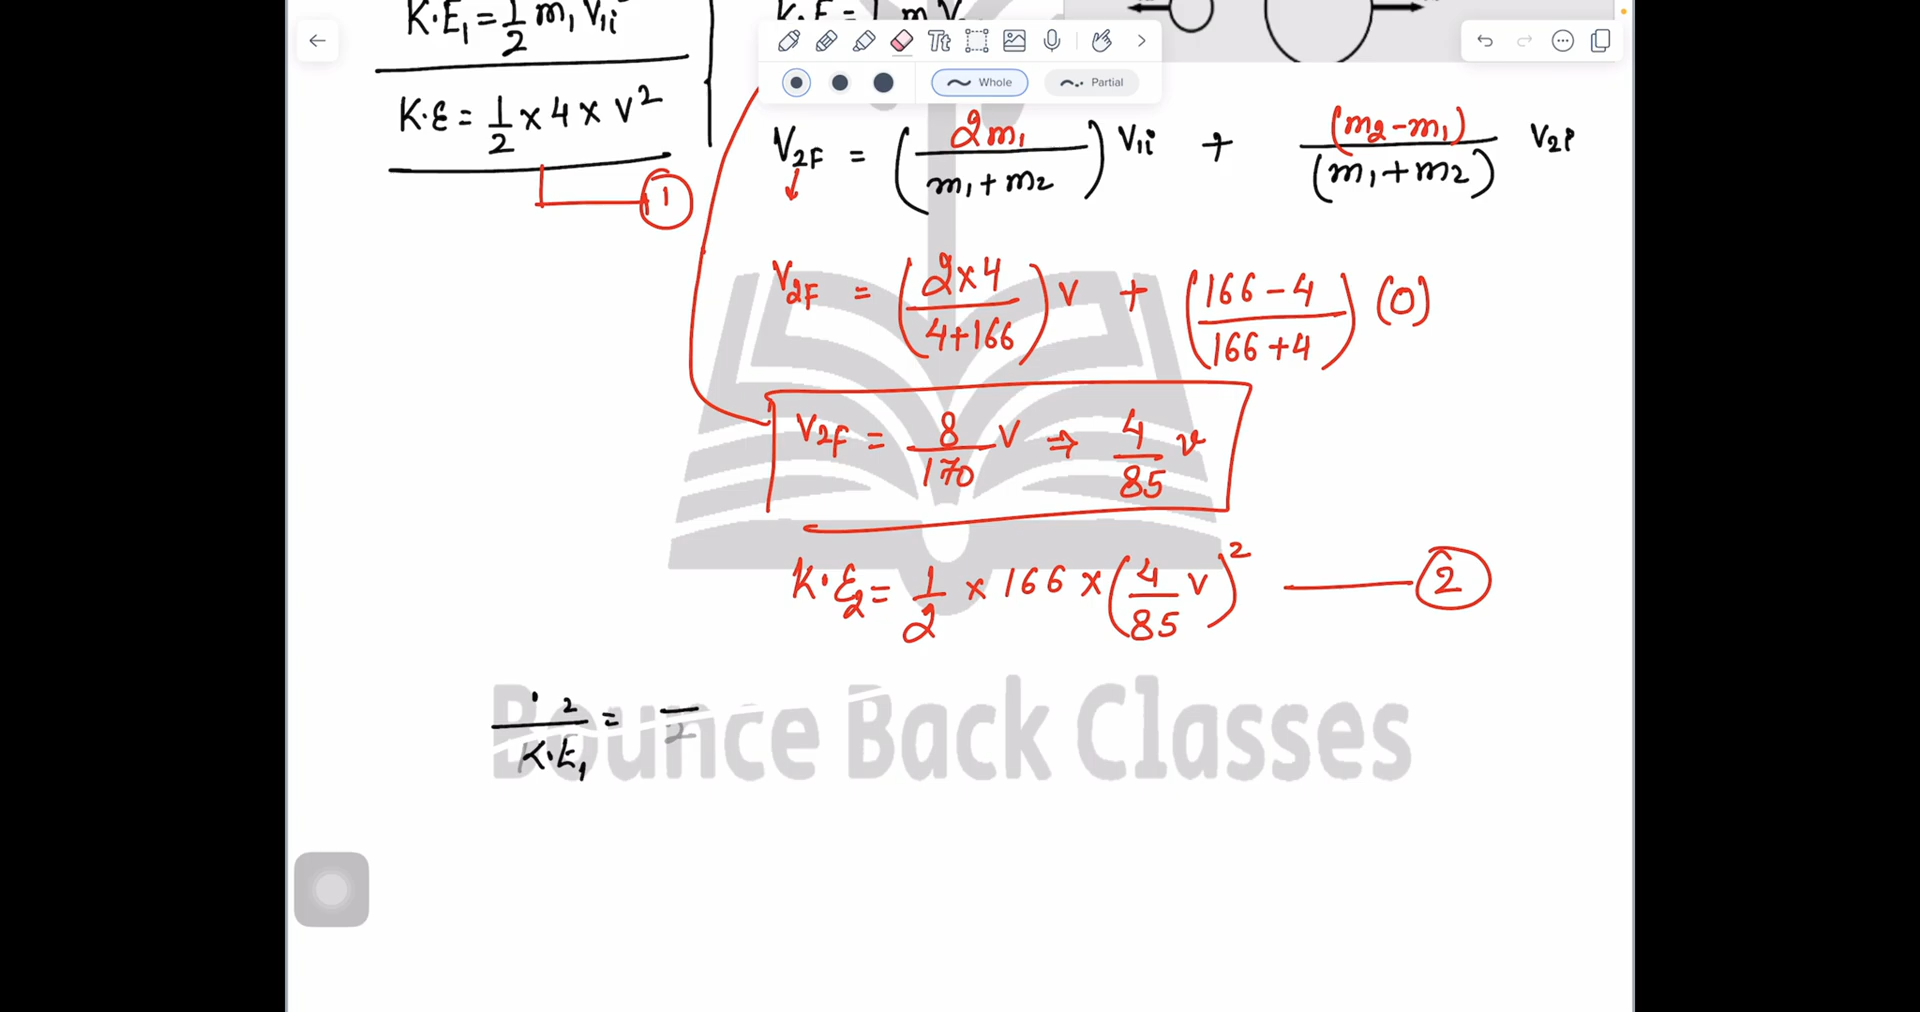 K·E₁ = 1/2 m₁ V₁i²
K·E = 1/2 × 4 × V²
①
Whole
Partial
V₂F = (2m₁/(m₁+m₂)) V₁i + (m₂-m₁)/(m₁+m₂) V₂i
V₂F = (2×4/(4+166)) V + ((166-4)/(166+4)) (0)
V₂F = 8/170 V ⇒ 4/85 v
K·E₂ = 1/2 × 166 × (4/85 V)² — ②
2/K·E₁ =
Bounce Back Classes